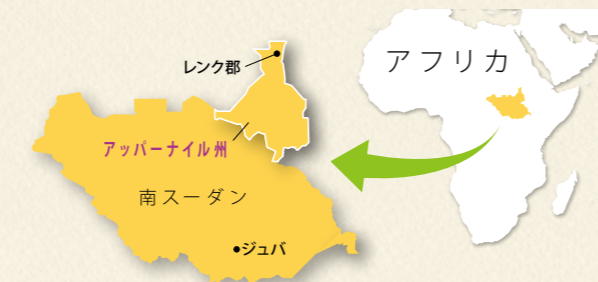 レンク郡
アッパーナイル州
南スーダン
ジュバ
アフリカ